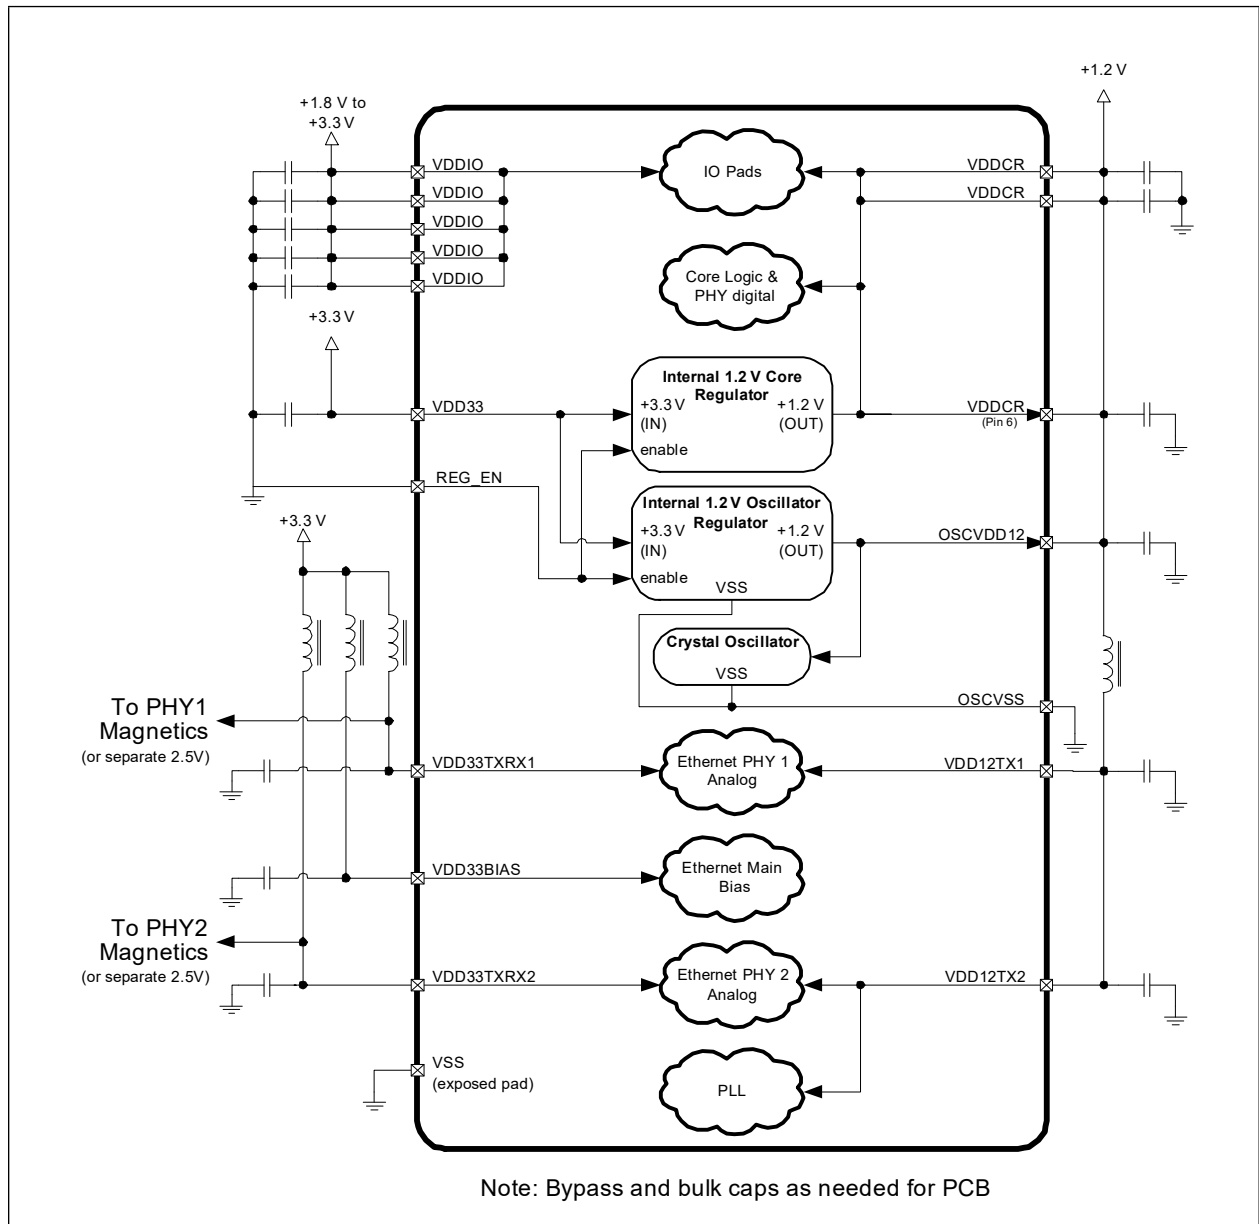 +1.2 V
+1.8 V to
+3.3 V
VDDIO
IO Pads
VDDCR
VDDIO
VDDCR
VDDIO
VDDIO
VDDIO
Core Logic &
PHY digital
+3.3 V
Internal 1.2 V Core
Regulator
VDD33
+3.3 V
(IN)
+1.2 V
(OUT)
VDDCR
(Pin 6)
enable
REG_EN
Internal 1.2 V Oscillator
Regulator
+3.3 V
+3.3 V
(IN)
+1.2 V
(OUT)
OSCVDD12
enable
VSS
Crystal Oscillator
VSS
OSCVSS
To PHY1
Magnetics
(or separate 2.5V)
VDD33TXRX1
Ethernet PHY 1
Analog
VDD12TX1
VDD33BIAS
Ethernet Main
Bias
To PHY2
Magnetics
(or separate 2.5V)
VDD33TXRX2
Ethernet PHY 2
Analog
VDD12TX2
VSS
(exposed pad)
PLL
Note: Bypass and bulk caps as needed for PCB